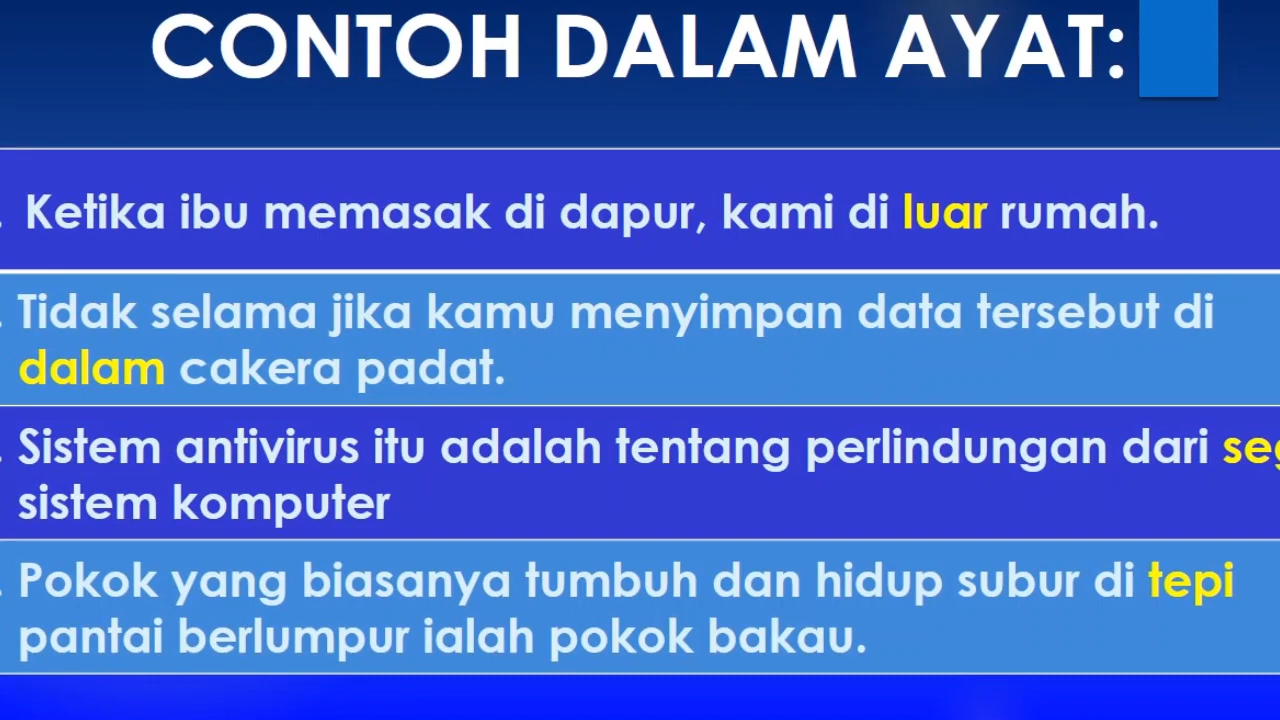 CONTOH DALAM AYAT:
. Ketika ibu memasak di dapur, kami di luar rumah.
. Tidak selama jika kamu menyimpan data tersebut di
dalam cakera padat.
. Sistem antivirus itu adalah tentang perlindungan dari
sistem komputer
. Pokok yang biasanya tumbuh dan hidup subur di tepi
pantai berlumpur ialah pokok bakau.